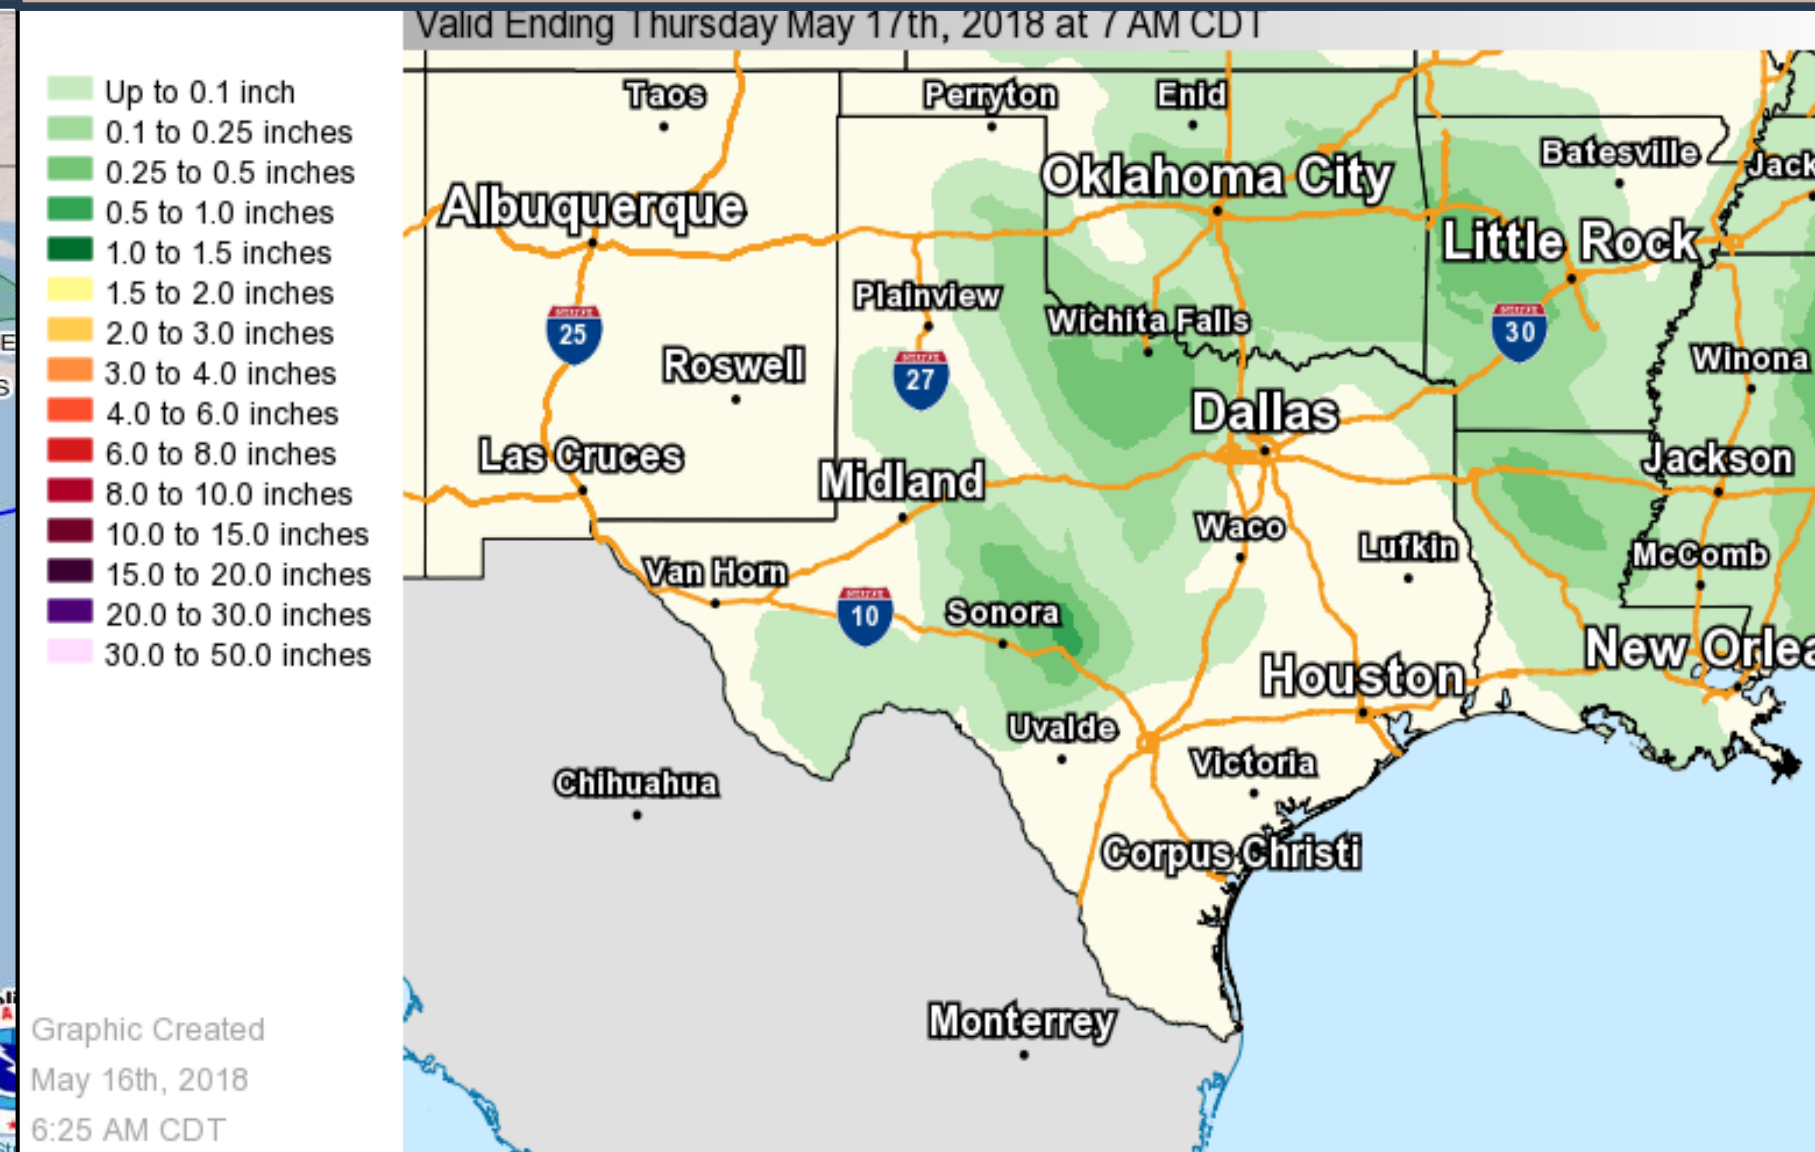 Valid Ending Thursday May 17th, 2018 at 7 AM CDT
Up to 0.1 inch
0.1 to 0.25 inches
0.25 to 0.5 inches
0.5 to 1.0 inches
1.0 to 1.5 inches
1.5 to 2.0 inches
2.0 to 3.0 inches
3.0 to 4.0 inches
4.0 to 6.0 inches
6.0 to 8.0 inches
8.0 to 10.0 inches
10.0 to 15.0 inches
15.0 to 20.0 inches
20.0 to 30.0 inches
30.0 to 50.0 inches
Graphic Created
May 16th, 2018
6:25 AM CDT
Taos
Perryton
Enid
Batesville
Jack
Oklahoma City
Albuquerque
Little Rock
Plainview
Wichita Falls
25
30
Roswell
27
Winona
Dallas
Las Cruces
Midland
Jackson
Waco
Lufkin
McComb
Van Horn
10
Sonora
New Orlea
Houston
Uvalde
Victoria
Chihuahua
Corpus Christi
Monterrey